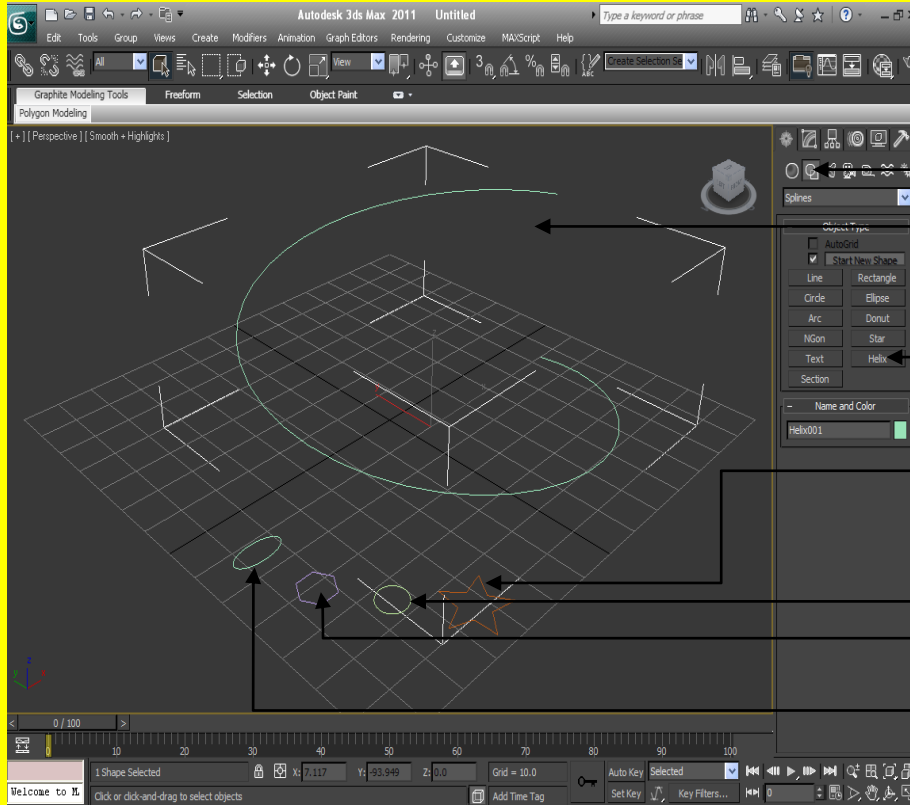 Autodesk 3ds Max 2011 Untitled
Type a keyword or phrase
Edit Tools Group Views Create Modifiers Animation Graph Editors Rendering Customize MAXScript Help
All View 3 Create Selection Se
Graphite Modeling Tools Freeform Selection Object Paint
Polygon Modeling
[ + ] [ Perspective ] [ Smooth + Highlights ]
Splines
Object Type
AutoGrid
Start New Shape
Line Rectangle
Circle Ellipse
Arc Donut
NGon Star
Text Helix
Section
Name and Color
Helix001
z
y x
< 0 / 100 >
0 10 20 30 40 50 60 70 80 90 100
1 Shape Selected X: 7.117 Y: -93.949 Z: 0.0 Grid = 10.0 Auto Key Selected
Welcome to M Click or click-and-drag to select objects Add Time Tag Set Key Key Filters... 0